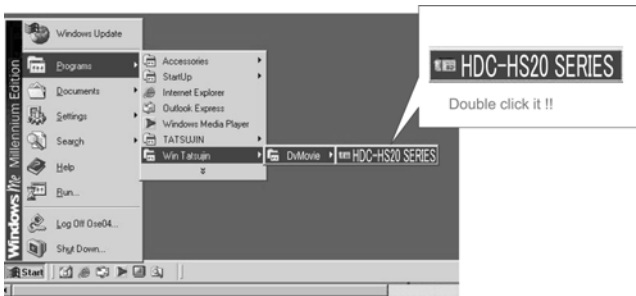 Windows Me Millennium Edition
Windows Update
Programs
Documents
Settings
Search
Help
Run...
Log Off Ose04...
Shut Down...
Start
Accessories
StartUp
Internet Explorer
Outlook Express
Windows Media Player
TATSUJIN
Win Tatsujin
DvMovie
HDC-HS20 SERIES
HDC-HS20 SERIES
Double click it !!